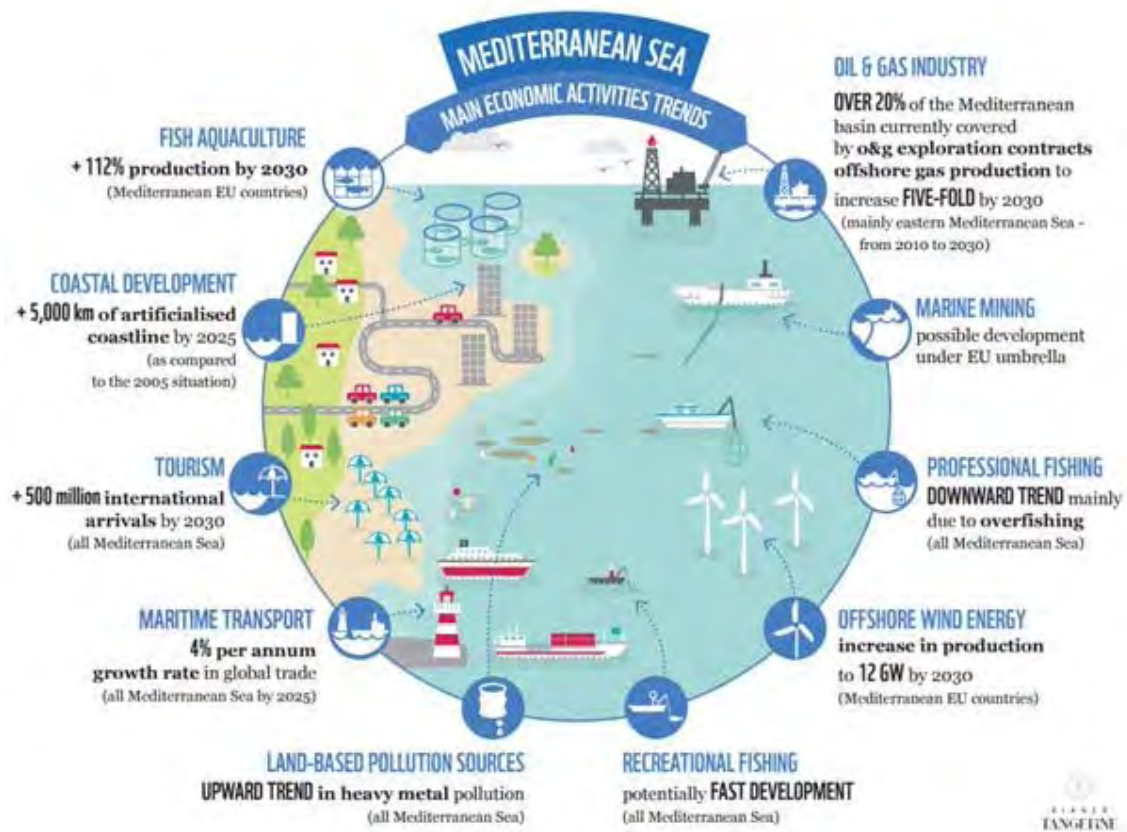 MEDITERRANEAN SEA
MAIN ECONOMIC ACTIVITIES TRENDS
FISH AQUACULTURE
+ 112% production by 2030
(Mediterranean EU countries)
COASTAL DEVELOPMENT
+ 5,000 km of artificialised
coastline by 2025
(as compared
to the 2005 situation)
TOURISM
+ 500 million international
arrivals by 2030
(all Mediterranean Sea)
MARITIME TRANSPORT
4% per annum
growth rate in global trade
(all Mediterranean Sea by 2025)
LAND-BASED POLLUTION SOURCES
UPWARD TREND in heavy metal pollution
(all Mediterranean Sea)
RECREATIONAL FISHING
potentially FAST DEVELOPMENT
(all Mediterranean Sea)
OIL & GAS INDUSTRY
OVER 20% of the Mediterranean
basin currently covered
by o&g exploration contracts
offshore gas production to
increase FIVE-FOLD by 2030
(mainly eastern Mediterranean Sea -
from 2010 to 2030)
MARINE MINING
possible development
under EU umbrella
PROFESSIONAL FISHING
DOWNWARD TREND mainly
due to overfishing
(all Mediterranean Sea)
OFFSHORE WIND ENERGY
increase in production
to 12 GW by 2030
(Mediterranean EU countries)